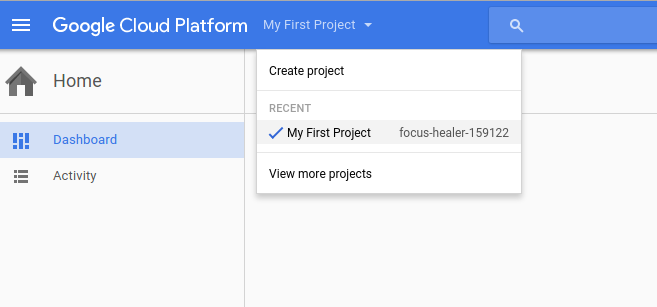 Google Cloud Platform My First Project
Create project
Home
RECENT
My First Project focus-healer-159122
Dashboard
Activity
View more projects